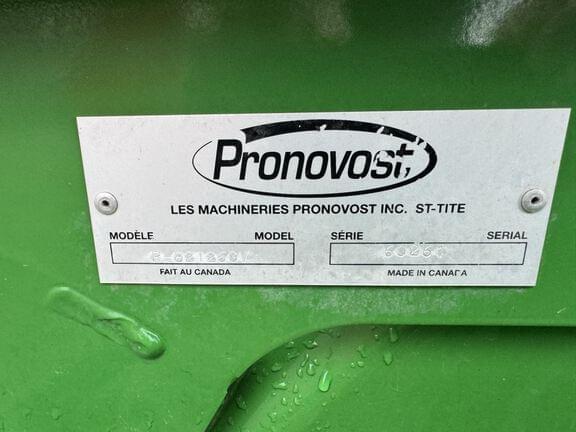 Pronovost
LES MACHINERIES PRONOVOST INC. ST-TITE
MODÈLE MODEL SÉRIE SERIAL
FAIT AU CANADA MADE IN CANADA